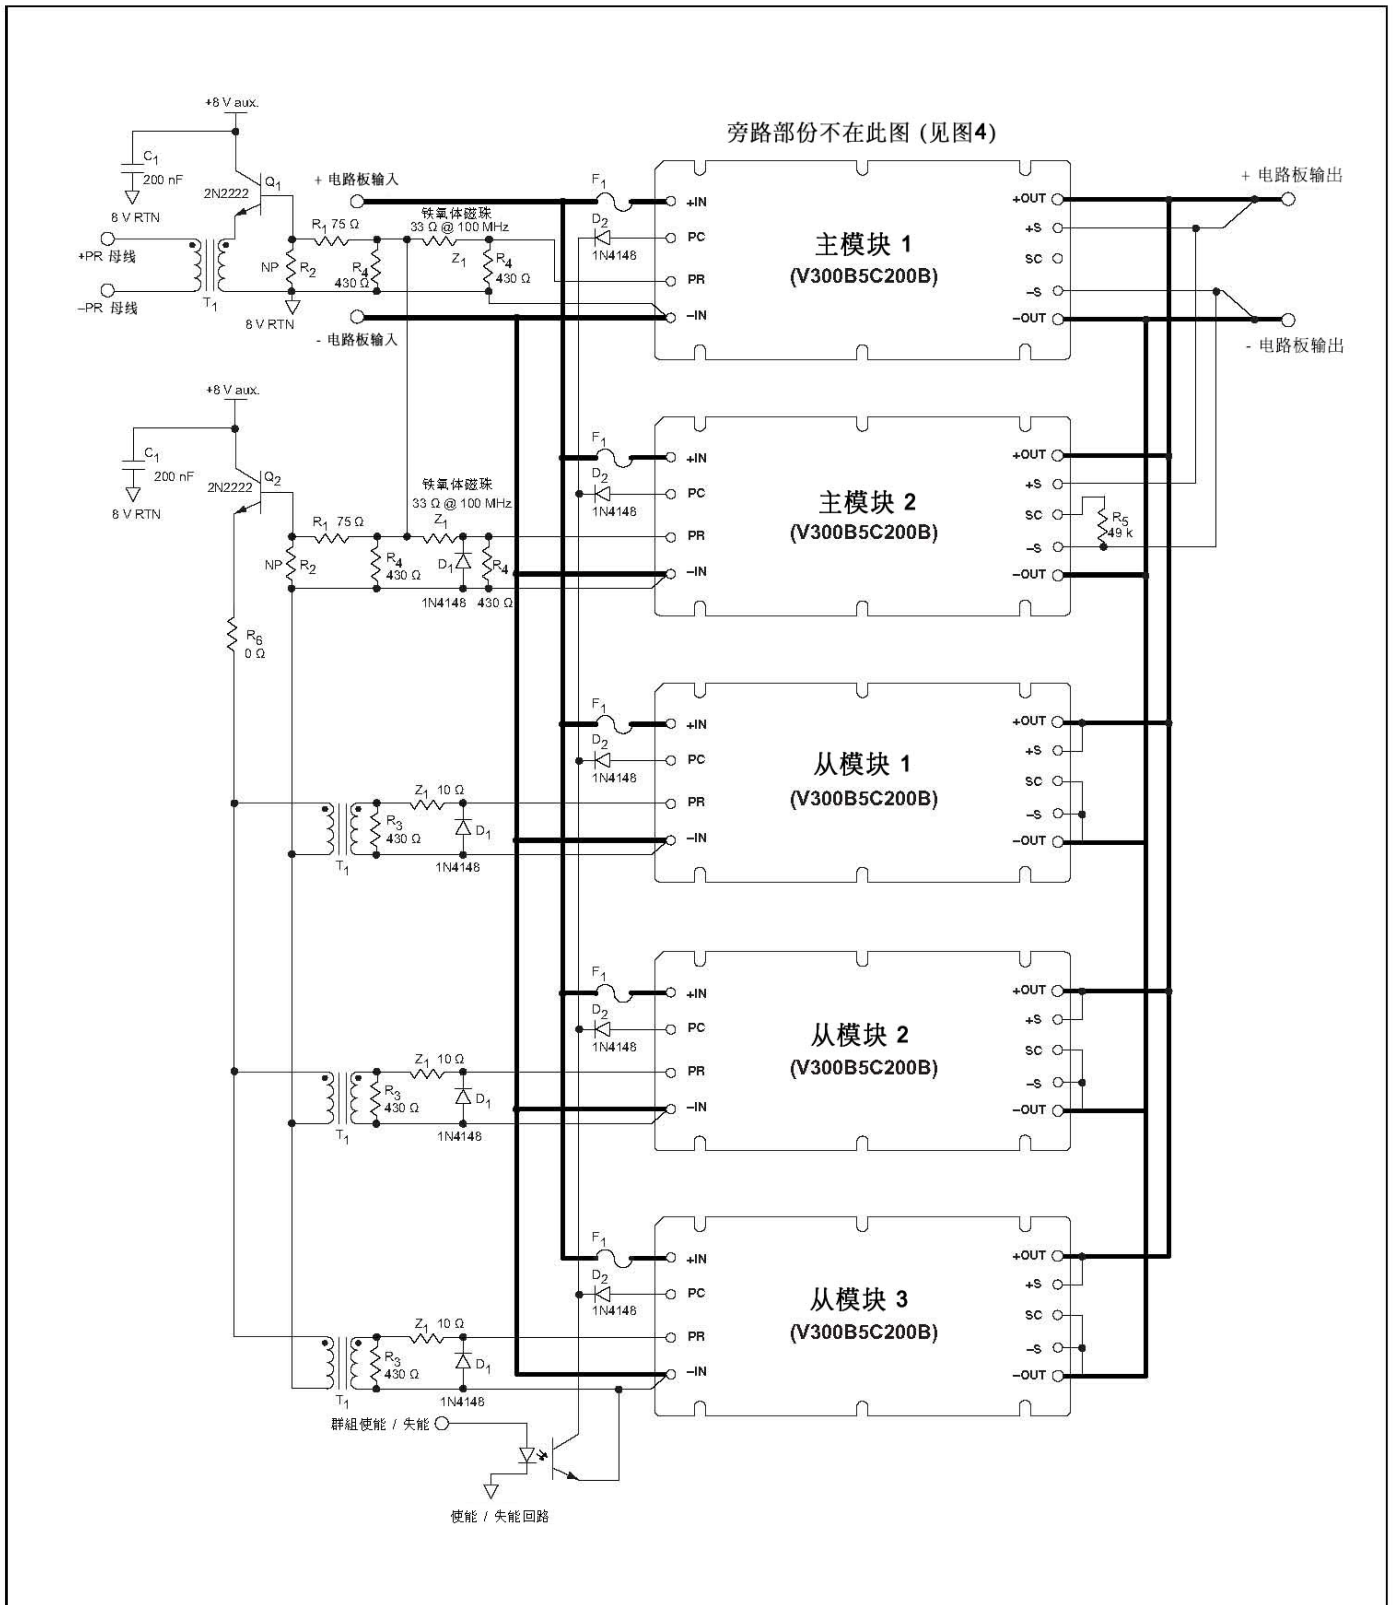 旁路部份不在此图 (见图4)
+8 V aux.
C1
200 nF
8 V RTN
Q1
2N2222
+PR 母线
–PR 母线
T1
NP
R2
8 V RTN
R1 75 Ω
R4
430 Ω
铁氧体磁珠
33 Ω @ 100 MHz
Z1
R4
430 Ω
+ 电路板输入
- 电路板输入
F1
D2
1N4148
+IN
PC
PR
–IN
主模块 1
(V300B5C200B)
+OUT
+S
SC
–S
–OUT
+ 电路板输出
- 电路板输出
+8 V aux.
C1
200 nF
8 V RTN
Q2
2N2222
R1 75 Ω
NP
R2
R4
430 Ω
铁氧体磁珠
33 Ω @ 100 MHz
Z1
D1
1N4148
R4
430 Ω
R6
0 Ω
F1
D2
1N4148
+IN
PC
PR
–IN
主模块 2
(V300B5C200B)
+OUT
+S
SC
–S
–OUT
R5
49 k
F1
D2
1N4148
Z1 10 Ω
R3
430 Ω
D1
1N4148
T1
+IN
PC
PR
–IN
从模块 1
(V300B5C200B)
+OUT
+S
SC
–S
–OUT
F1
D2
1N4148
Z1 10 Ω
R3
430 Ω
D1
1N4148
T1
+IN
PC
PR
–IN
从模块 2
(V300B5C200B)
+OUT
+S
SC
–S
–OUT
F1
D2
1N4148
Z1 10 Ω
R3
430 Ω
D1
1N4148
T1
+IN
PC
PR
–IN
从模块 3
(V300B5C200B)
+OUT
+S
SC
–S
–OUT
群組使能 / 失能
使能 / 失能回路